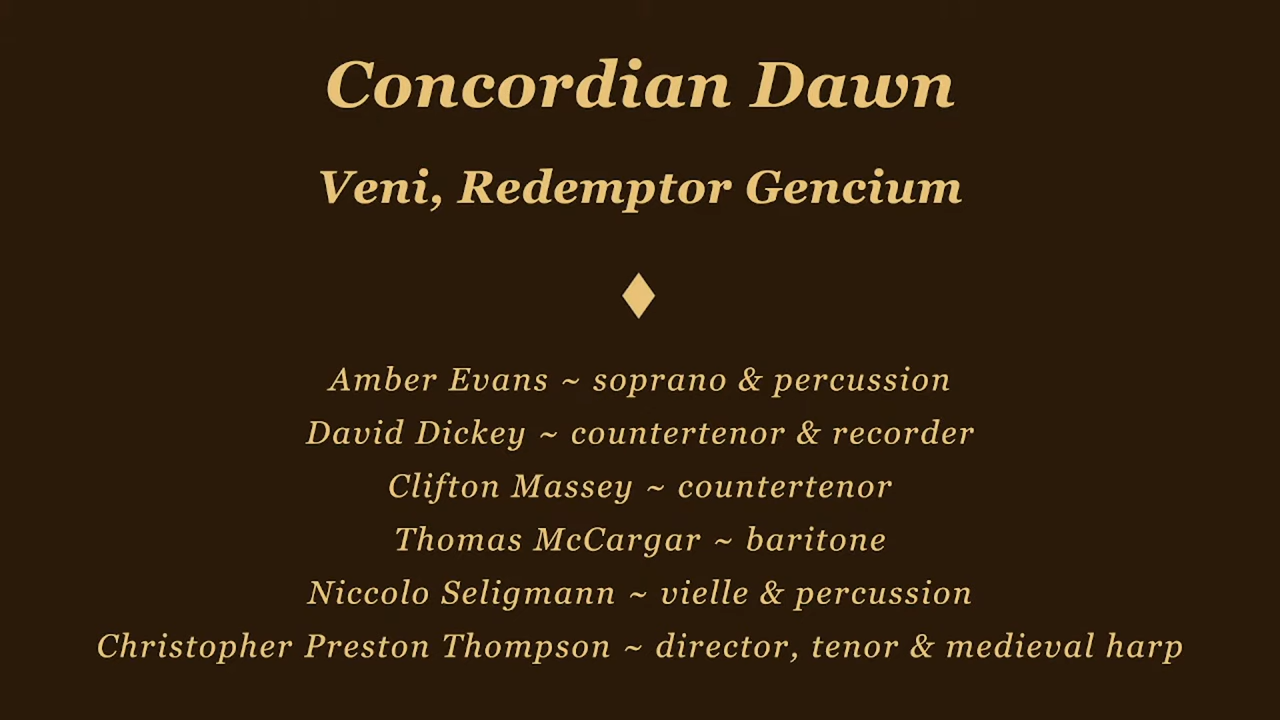 Concordian Dawn
Veni, Redemptor Gencium
Amber Evans ~ soprano & percussion
David Dickey ~ countertenor & recorder
Clifton Massey ~ countertenor
Thomas McCargar ~ baritone
Niccolo Seligmann ~ vielle & percussion
Christopher Preston Thompson ~ director, tenor & medieval harp